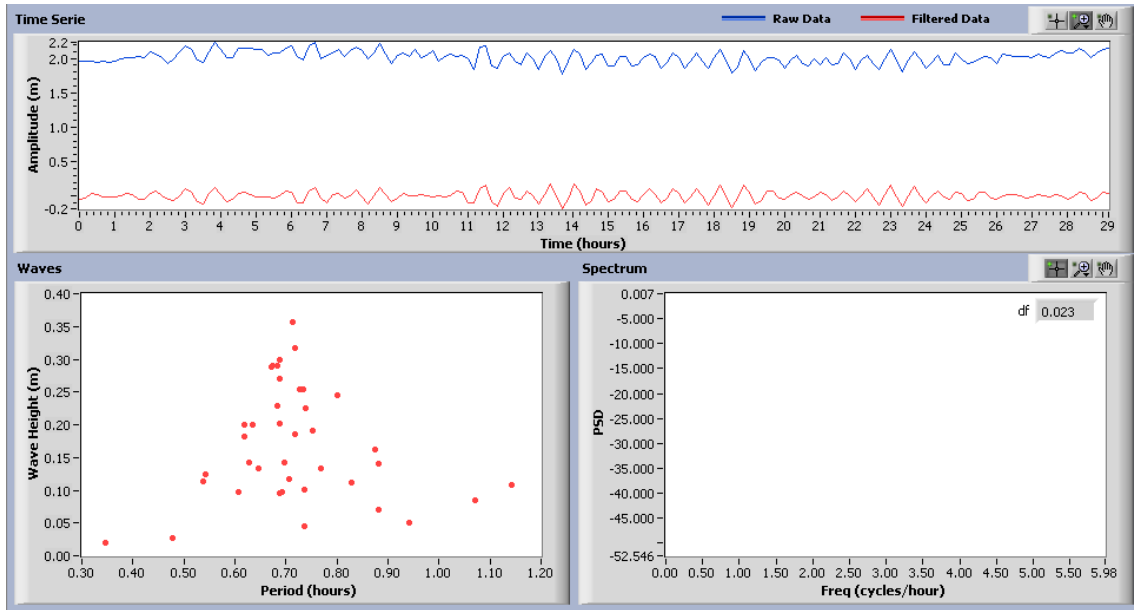 Time Serie
Raw Data
Filtered Data
Amplitude (m)
2.2
2.0
1.5
1.0
0.5
-0.2
0 1 2 3 4 5 6 7 8 9 10 11 12 13 14 15 16 17 18 19 20 21 22 23 24 25 26 27 28 29
Time (hours)
Waves
Wave Height (m)
0.40
0.35
0.30
0.25
0.20
0.15
0.10
0.05
0.00
0.30 0.40 0.50 0.60 0.70 0.80 0.90 1.00 1.10 1.20
Period (hours)
Spectrum
df 0.023
PSD
0.007
-5.000
-10.000
-15.000
-20.000
-25.000
-30.000
-35.000
-40.000
-45.000
-52.546
0.00 0.50 1.00 1.50 2.00 2.50 3.00 3.50 4.00 4.50 5.00 5.50 5.98
Freq (cycles/hour)